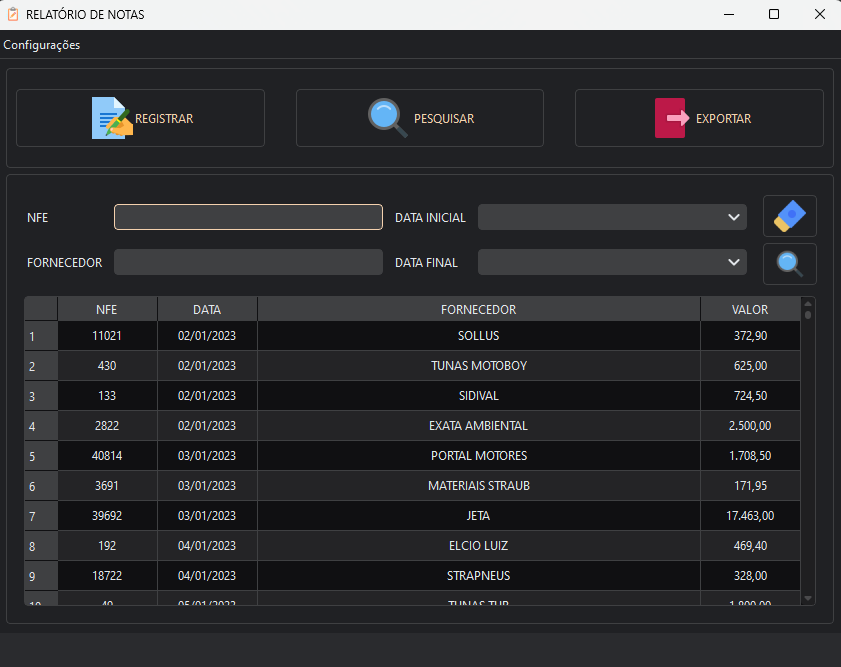 RELATÓRIO DE NOTAS
Configurações
REGISTRAR PESQUISAR EXPORTAR
NFE DATA INICIAL
FORNECEDOR DATA FINAL
NFE DATA FORNECEDOR VALOR
1 11021 02/01/2023 SOLLUS 372,90
2 430 02/01/2023 TUNAS MOTOBOY 625,00
3 133 02/01/2023 SIDIVAL 724,50
4 2822 02/01/2023 EXATA AMBIENTAL 2.500,00
5 40814 03/01/2023 PORTAL MOTORES 1.708,50
6 3691 03/01/2023 MATERIAIS STRAUB 171,95
7 39692 03/01/2023 JETA 17.463,00
8 192 04/01/2023 ELCIO LUIZ 469,40
9 18722 04/01/2023 STRAPNEUS 328,00
10 05/01/2023 TUNAS